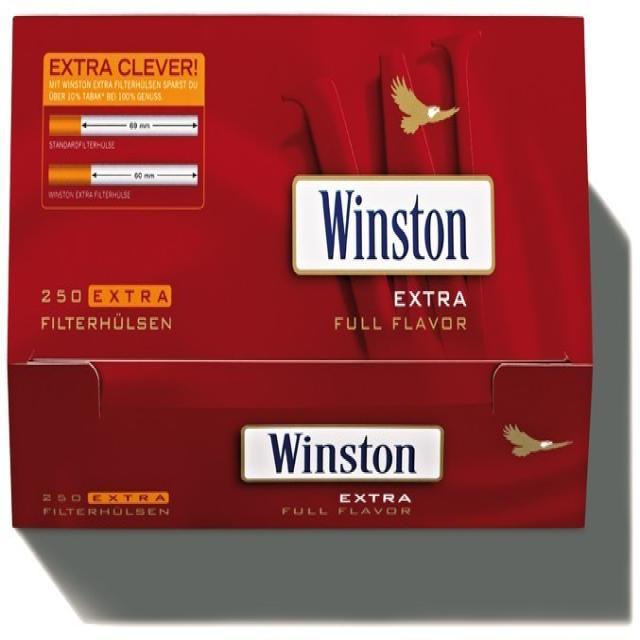 EXTRA CLEVER!
MIT WINSTON EXTRA FILTERHÜLSEN SPARST DU
ÜBER 10% TABAK* BEI 100% GENUSS.
69 mm
STANDARDFILTERHÜLSE
60 mm
WINSTON EXTRA FILTERHÜLSE
Winston
EXTRA
FULL FLAVOR
250 EXTRA
FILTERHÜLSEN
Winston
EXTRA
FULL FLAVOR
250 EXTRA
FILTERHÜLSEN